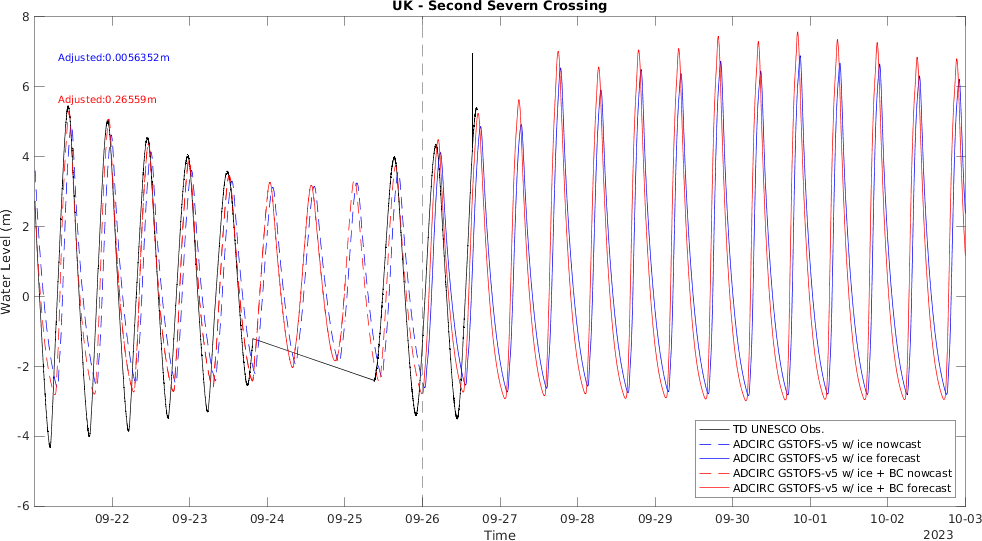 UK - Second Severn Crossing
8
6
4
2
0
-2
-4
-6
Water Level (m)
Adjusted:0.0056352m
Adjusted:0.26559m
TD UNESCO Obs.
ADCIRC GSTOFS-v5 w/ ice nowcast
ADCIRC GSTOFS-v5 w/ ice forecast
ADCIRC GSTOFS-v5 w/ ice + BC nowcast
ADCIRC GSTOFS-v5 w/ ice + BC forecast
09-22 09-23 09-24 09-25 09-26 09-27 09-28 09-29 09-30 10-01 10-02 10-03
Time
2023